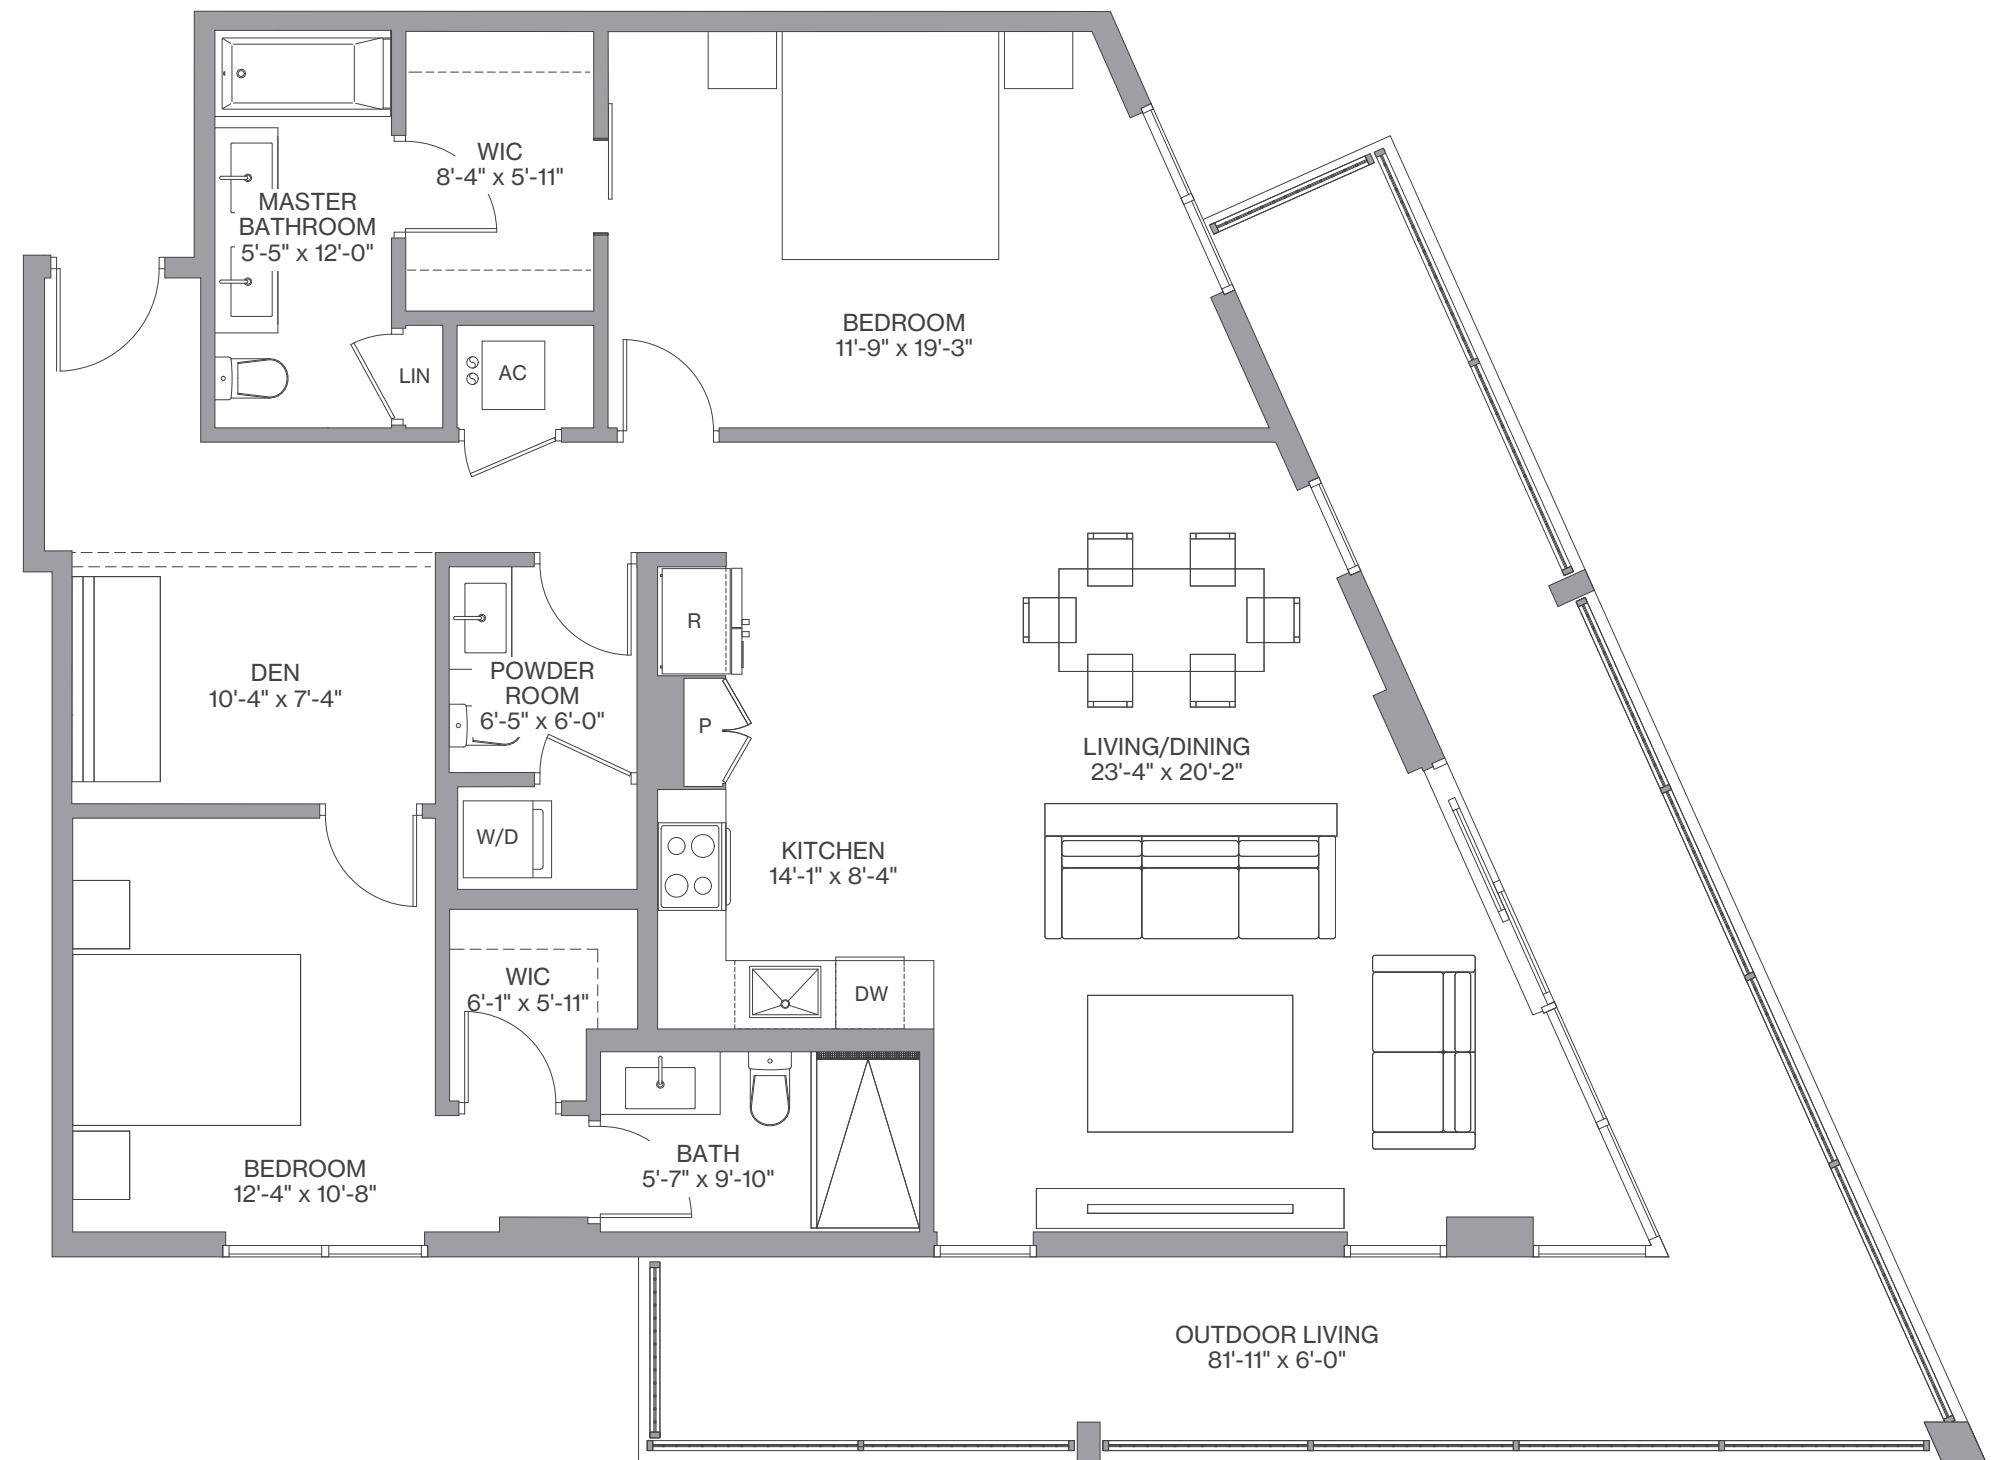 WIC
8'-4" x 5'-11"
MASTER
BATHROOM
5'-5" x 12'-0"
BEDROOM
11'-9" x 19'-3"
LIN
AC
R
DEN
10'-4" x 7'-4"
POWDER
ROOM
6'-5" x 6'-0"
P
LIVING/DINING
23'-4" x 20'-2"
W/D
KITCHEN
14'-1" x 8'-4"
WIC
6'-1" x 5'-11"
DW
BATH
5'-7" x 9'-10"
BEDROOM
12'-4" x 10'-8"
OUTDOOR LIVING
81'-11" x 6'-0"